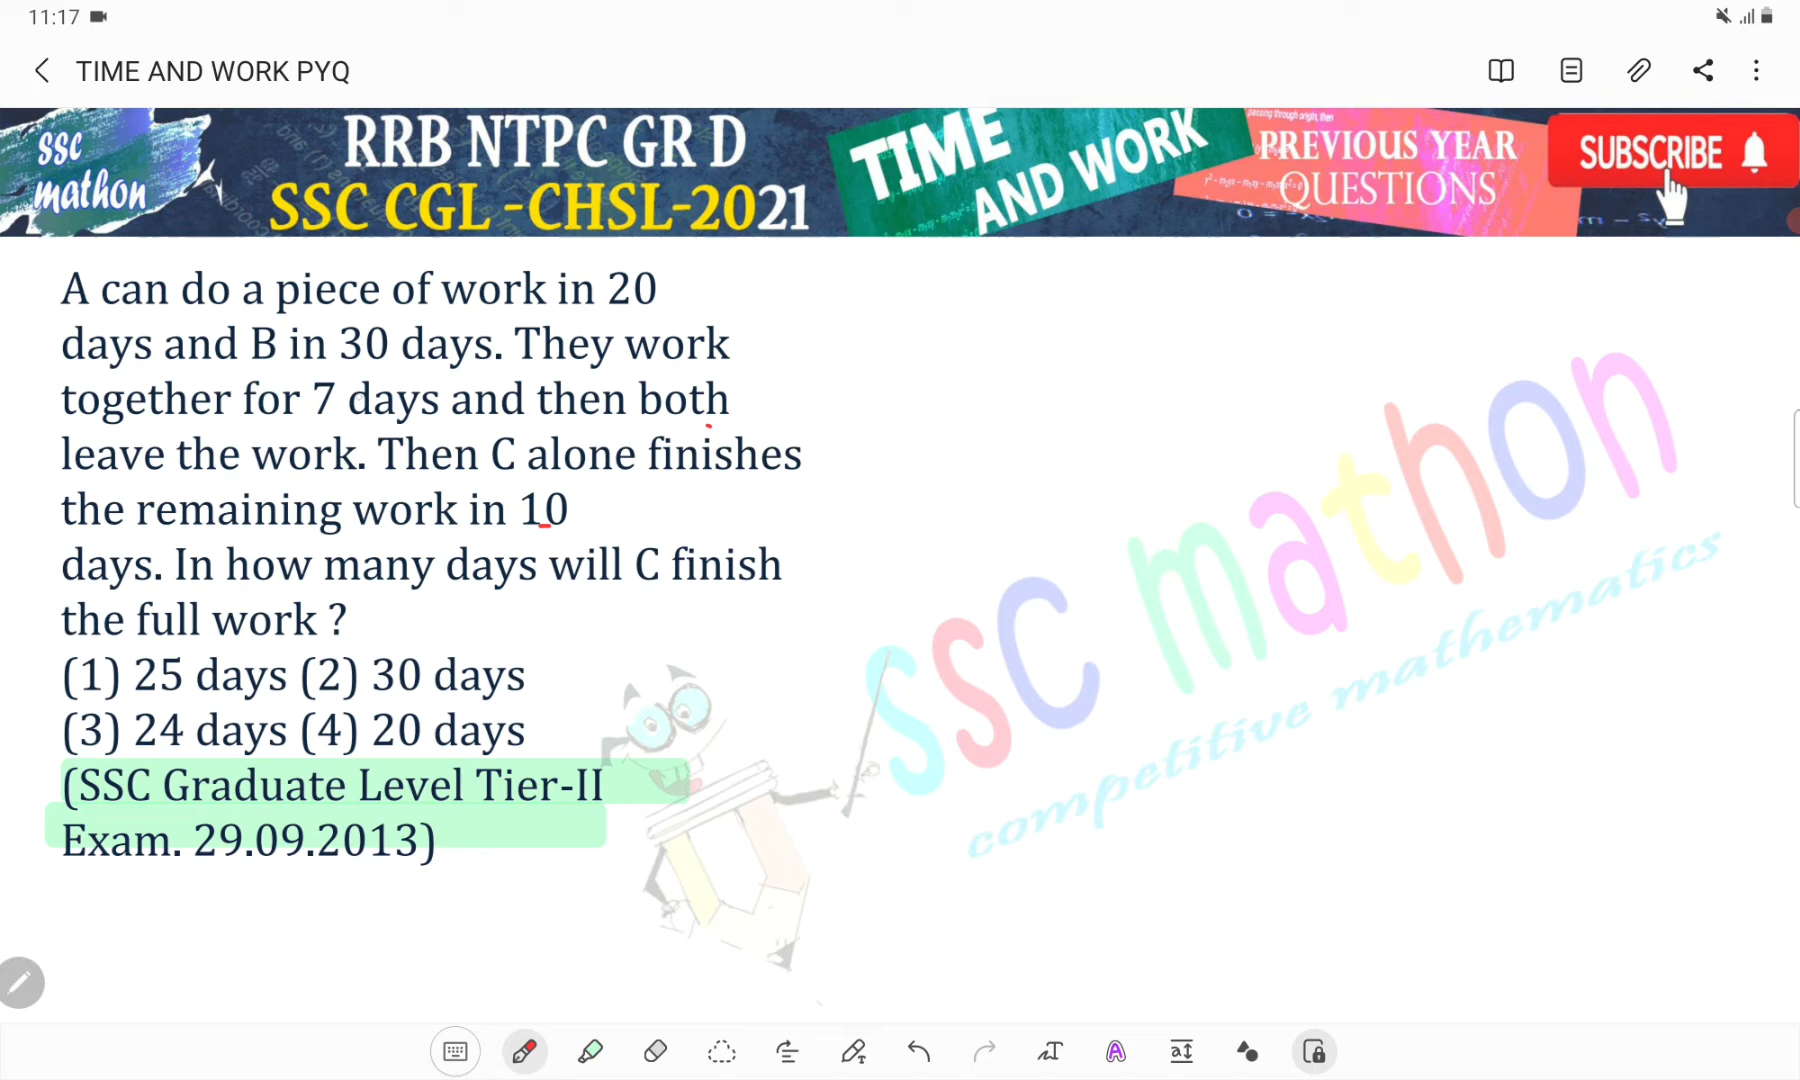 11:17
TIME AND WORK PYQ
ssc
mathon
RRB NTPC GR D
SSC CGL -CHSL-2021
TIME
AND WORK
passing through origin, then
PREVIOUS YEAR
QUESTIONS
SUBSCRIBE
A can do a piece of work in 20
days and B in 30 days. They work
together for 7 days and then both
leave the work. Then C alone finishes
the remaining work in 10
days. In how many days will C finish
the full work ?
(1) 25 days (2) 30 days
(3) 24 days (4) 20 days
(SSC Graduate Level Tier-II
Exam. 29.09.2013)
ssc mathon
competitive mathematics